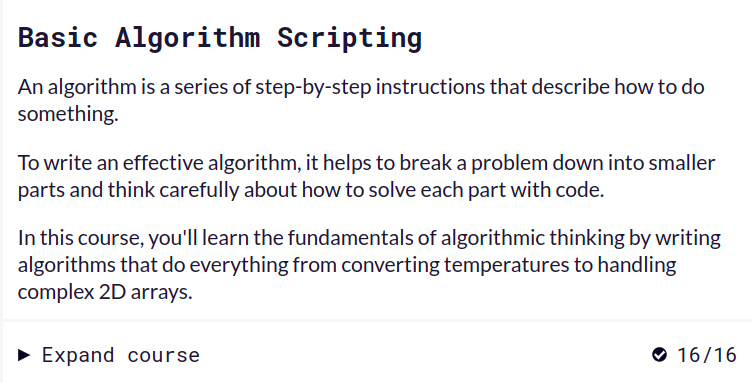 Basic Algorithm Scripting
An algorithm is a series of step-by-step instructions that describe how to do
something.
To write an effective algorithm, it helps to break a problem down into smaller
parts and think carefully about how to solve each part with code.
In this course, you'll learn the fundamentals of algorithmic thinking by writing
algorithms that do everything from converting temperatures to handling
complex 2D arrays.
Expand course 16/16